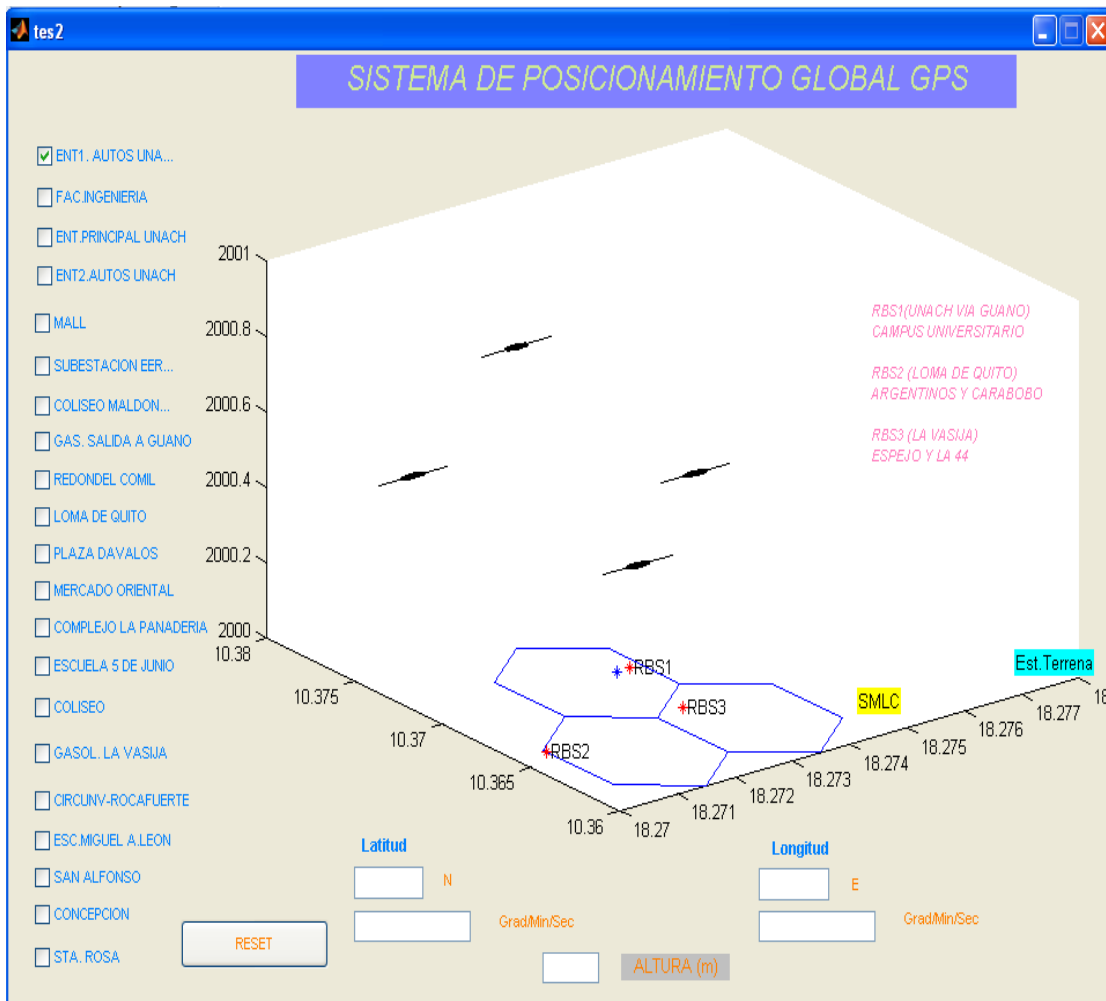 tes2
SISTEMA DE POSICIONAMIENTO GLOBAL GPS
ENT1. AUTOS UNA...
FAC.INGENIERIA
ENT.PRINCIPAL UNACH
ENT2.AUTOS UNACH
MALL
SUBESTACION EER...
COLISEO MALDON...
GAS. SALIDA A GUANO
REDONDEL COMIL
LOMA DE QUITO
PLAZA DAVALOS
MERCADO ORIENTAL
COMPLEJO LA PANADERIA
ESCUELA 5 DE JUNIO
COLISEO
GASOL. LA VASIJA
CIRCUNV-ROCAFUERTE
ESC.MIGUEL A.LEON
SAN ALFONSO
CONCEPCION
STA. ROSA
2001
2000.8
2000.6
2000.4
2000.2
2000
10.38
10.375
10.37
10.365
10.36
18.27
18.271
18.272
18.273
18.274
18.275
18.276
18.277
RBS1(UNACH VIA GUANO)
CAMPUS UNIVERSITARIO
RBS2 (LOMA DE QUITO)
ARGENTINOS Y CARABOBO
RBS3 (LA VASIJA)
ESPEJO Y LA 44
RBS1
RBS3
RBS2
Est.Terrena
SMLC
Latitud
N
Grad/Min/Sec
Longitud
E
Grad/Min/Sec
RESET
ALTURA (m)